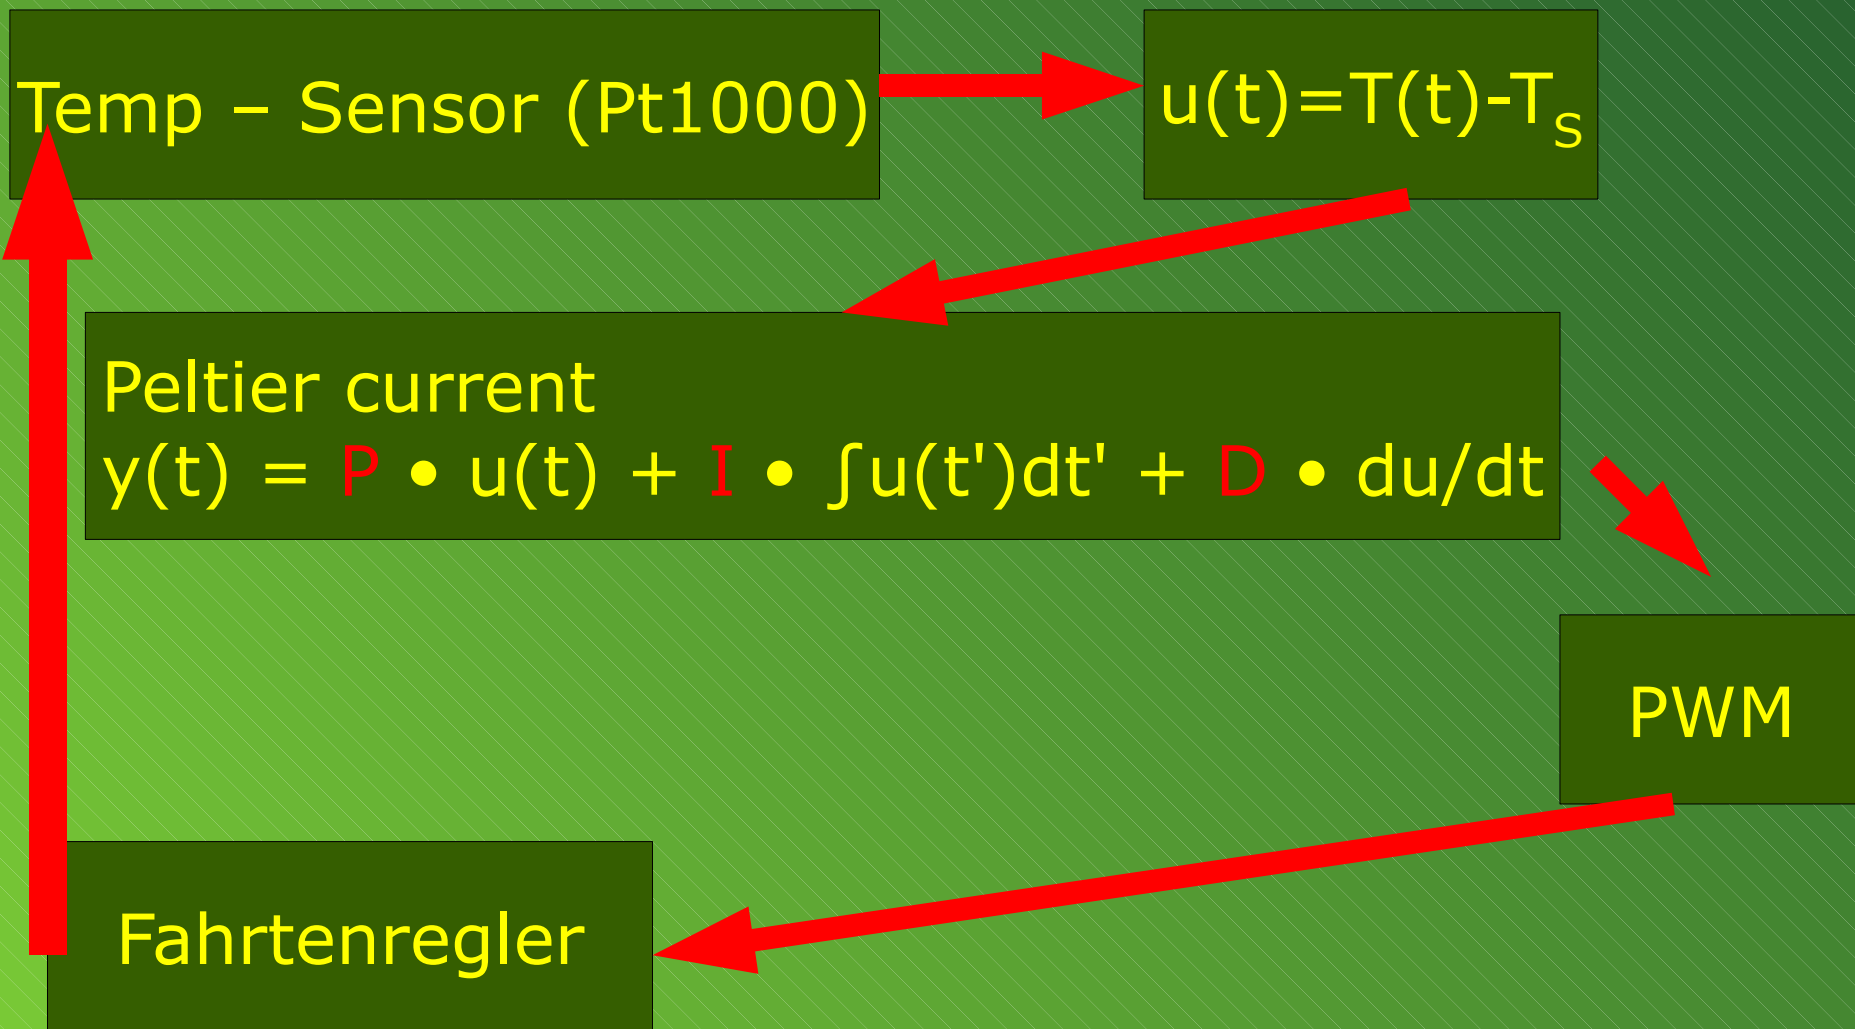 Temp – Sensor (Pt1000)
u(t)=T(t)-TS
Peltier current
y(t) = P • u(t) + I • ∫u(t')dt' + D • du/dt
PWM
Fahrtenregler